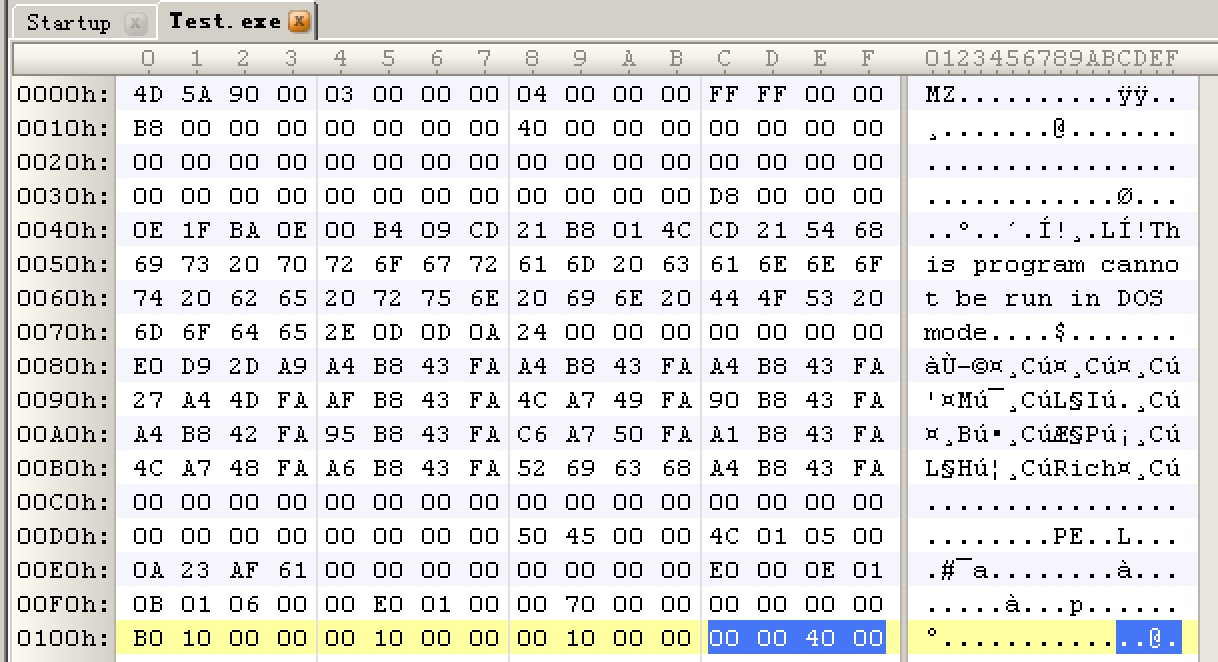 Startup Test.exe
0 1 2 3 4 5 6 7 8 9 A B C D E F 0123456789ABCDEF
0000h: 4D 5A 90 00 03 00 00 00 04 00 00 00 FF FF 00 00 MZ..........ÿÿ..
0010h: B8 00 00 00 00 00 00 00 40 00 00 00 00 00 00 00 ¸.......@.......
0020h: 00 00 00 00 00 00 00 00 00 00 00 00 00 00 00 00 ................
0030h: 00 00 00 00 00 00 00 00 00 00 00 00 D8 00 00 00 ............Ø...
0040h: 0E 1F BA 0E 00 B4 09 CD 21 B8 01 4C CD 21 54 68 ..º..´.Í!¸.LÍ!Th
0050h: 69 73 20 70 72 6F 67 72 61 6D 20 63 61 6E 6E 6F is program canno
0060h: 74 20 62 65 20 72 75 6E 20 69 6E 20 44 4F 53 20 t be run in DOS
0070h: 6D 6F 64 65 2E 0D 0D 0A 24 00 00 00 00 00 00 00 mode....$.......
0080h: E0 D9 2D A9 A4 B8 43 FA A4 B8 43 FA A4 B8 43 FA àÙ-©¤¸Cú¤¸Cú¤¸Cú
0090h: 27 A4 4D FA AF B8 43 FA 4C A7 49 FA 90 B8 43 FA '¤Mú¯¸CúL§Iú.¸Cú
00A0h: A4 B8 42 FA 95 B8 43 FA C6 A7 50 FA A1 B8 43 FA ¤¸Bú•¸CúÆ§Pú¡¸Cú
00B0h: 4C A7 48 FA A6 B8 43 FA 52 69 63 68 A4 B8 43 FA L§Hú¦¸CúRich¤¸Cú
00C0h: 00 00 00 00 00 00 00 00 00 00 00 00 00 00 00 00 ................
00D0h: 00 00 00 00 00 00 00 00 50 45 00 00 4C 01 05 00 ........PE..L...
00E0h: 0A 23 AF 61 00 00 00 00 00 00 00 00 E0 00 0E 01 .#¯a........à...
00F0h: 0B 01 06 00 00 E0 01 00 00 70 00 00 00 00 00 00 .....à...p......
0100h: B0 10 00 00 00 10 00 00 00 10 00 00 00 00 40 00 °.............@.